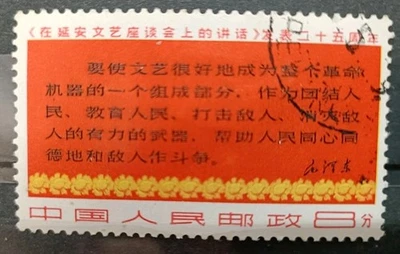 《在延安文艺座谈会上的讲话》发表二十五周年
要使文艺很好地成为整个革命
机器的一个组成部分，作为团结人
民、教育人民、打击敌人、消灭敌
人的有力的武器，帮助人民同心同
德地和敌人作斗争。
毛泽东
中国人民邮政 8分